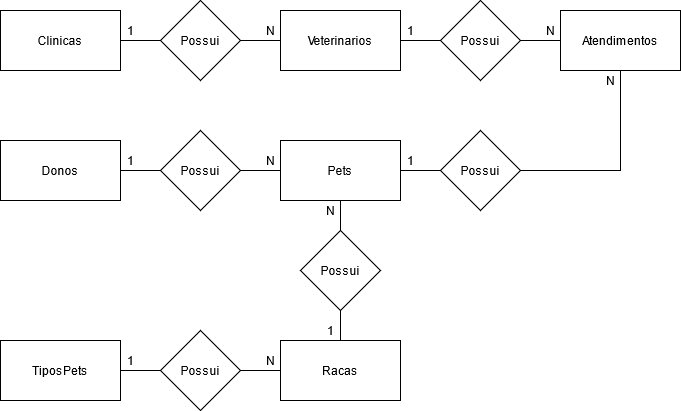 Clinicas 1 Possui N Veterinarios 1 Possui N Atendimentos
N
Donos 1 Possui N Pets 1 Possui
N
Possui
1
TiposPets 1 Possui N Racas